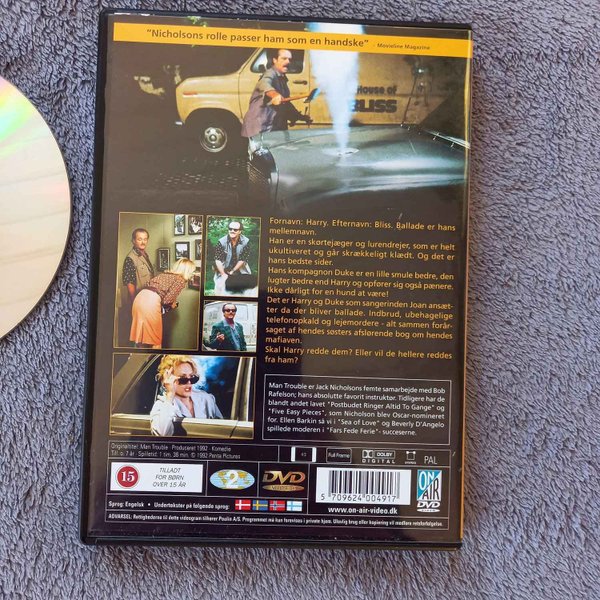 "Nicholsons rolle passer ham som en handske" - Movieline Magazine
House of
BLISS
Fornavn: Harry. Efternavn: Bliss. Ballade er hans
mellemnavn.
Han er en skørtejæger og lurendrejer, som er helt
ukultiveret og går skrækkeligt klædt. Og det er
hans bedste sider.
Hans kompagnon Duke er en lille smule bedre, den
lugter bedre end Harry og opfører sig også pænere.
Ikke dårligt for en hund at være!
Det er Harry og Duke som sangerinden Joan ansæt-
ter da der bliver ballade. Indbrud, ubehagelige
telefonopkald og lejemordere - alt sammen forår-
saget af hendes søsters afslørende bog om hendes
mafiaven.
Skal Harry redde dem? Eller vil de hellere reddes
fra ham?
Man Trouble er Jack Nicholsons femte samarbejde med Bob
Rafelson; hans absolutte favorit instruktør. Tidligere har de
blandt andet lavet "Postbudet Ringer Altid To Gange" og
"Five Easy Pieces", som Nicholson blev Oscar-nomineret
for. Ellen Barkin så vi i "Sea of Love" og Beverly D'Angelo
spillede moderen i "Fars Fede Ferie" - succeserne.
Originaltitel: Man Trouble Produceret 1992 Komedie
Till. o. 7 år Spilletid: 1 tim, 36 min. © 1992 Penta Pictures
15
TILLADT
FOR BØRN
OVER 15 ÅR
2
DVD
VIDEO
4:3
Full Frame
DOLBY
DIGITAL
PAL
5 709624 004917
ON
AIR
DVD
Sprog: Engelsk - Undertekster på følgende sprog:
www.on-air-video.dk
ADVARSEL: Rettighederne til dette videogram tilhører Paulin A/S. Programmet må kun forevises i private hjem. Ulovlig brug eller kopiering vil medføre retsforfølgelse.